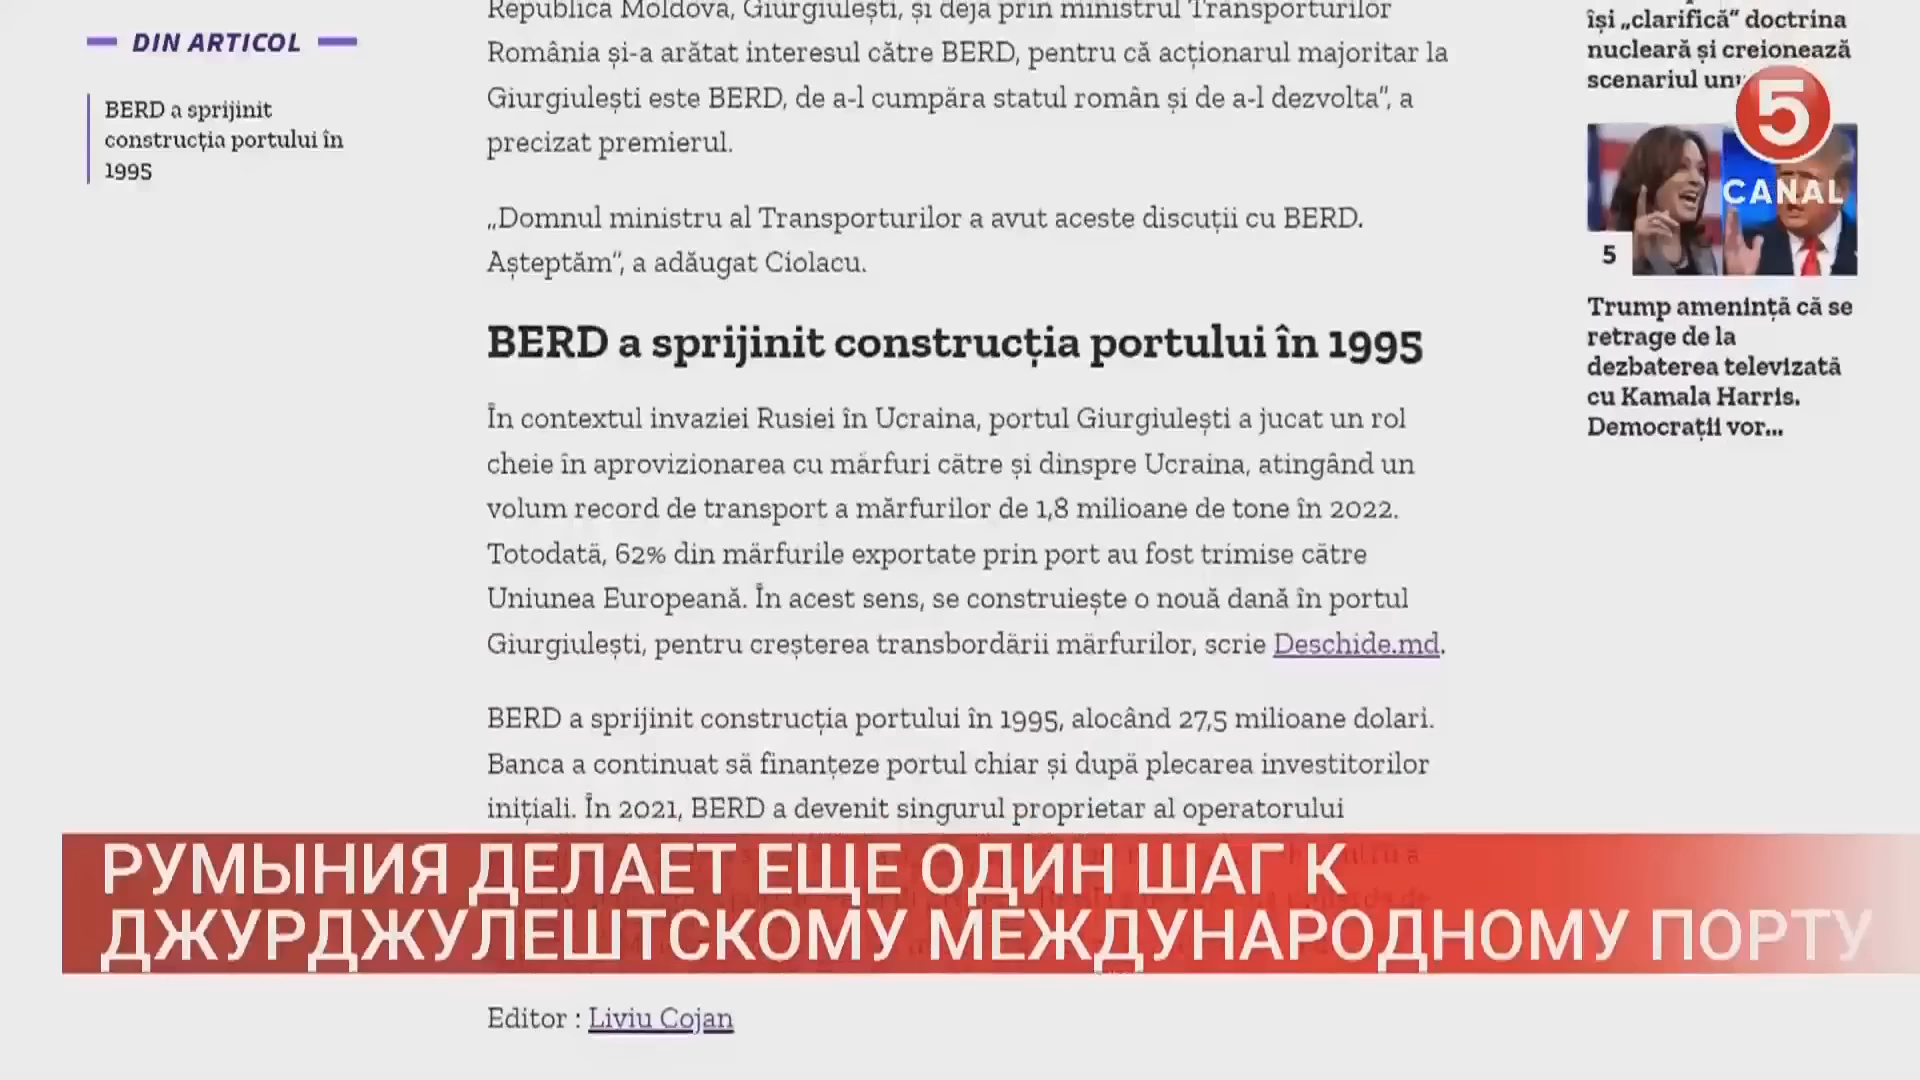 DIN ARTICOL
BERD a sprijinit
construcția portului în
1995
Republica Moldova, Giurgiulești, și deja prin ministrul Transporturilor
România și-a arătat interesul către BERD, pentru că acționarul majoritar la
Giurgiulești este BERD, de a-l cumpăra statul român și de a-l dezvolta”, a
precizat premierul.
„Domnul ministru al Transporturilor a avut aceste discuții cu BERD.
Așteptăm”, a adăugat Ciolacu.
BERD a sprijinit construcția portului în 1995
În contextul invaziei Rusiei în Ucraina, portul Giurgiulești a jucat un rol
cheie în aprovizionarea cu mărfuri către și dinspre Ucraina, atingând un
volum record de transport a mărfurilor de 1,8 milioane de tone în 2022.
Totodată, 62% din mărfurile exportate prin port au fost trimise către
Uniunea Europeană. În acest sens, se construiește o nouă dană în portul
Giurgiulești, pentru creșterea transbordării mărfurilor, scrie Deschide.md.
BERD a sprijinit construcția portului în 1995, alocând 27,5 milioane dolari.
Banca a continuat să finanțeze portul chiar și după plecarea investitorilor
inițiali. În 2021, BERD a devenit singurul proprietar al operatorului
Editor : Liviu Cojan
își „clarifică” doctrina
nucleară și creionează
scenariul
5
CANAL
5
Trump amenință că se
retrage de la
dezbaterea televizată
cu Kamala Harris.
Democrații vor...
РУМЫНИЯ ДЕЛАЕТ ЕЩЕ ОДИН ШАГ К
ДЖУРДЖУЛЕШТСКОМУ МЕЖДУНАРОДНОМУ ПОРТУ